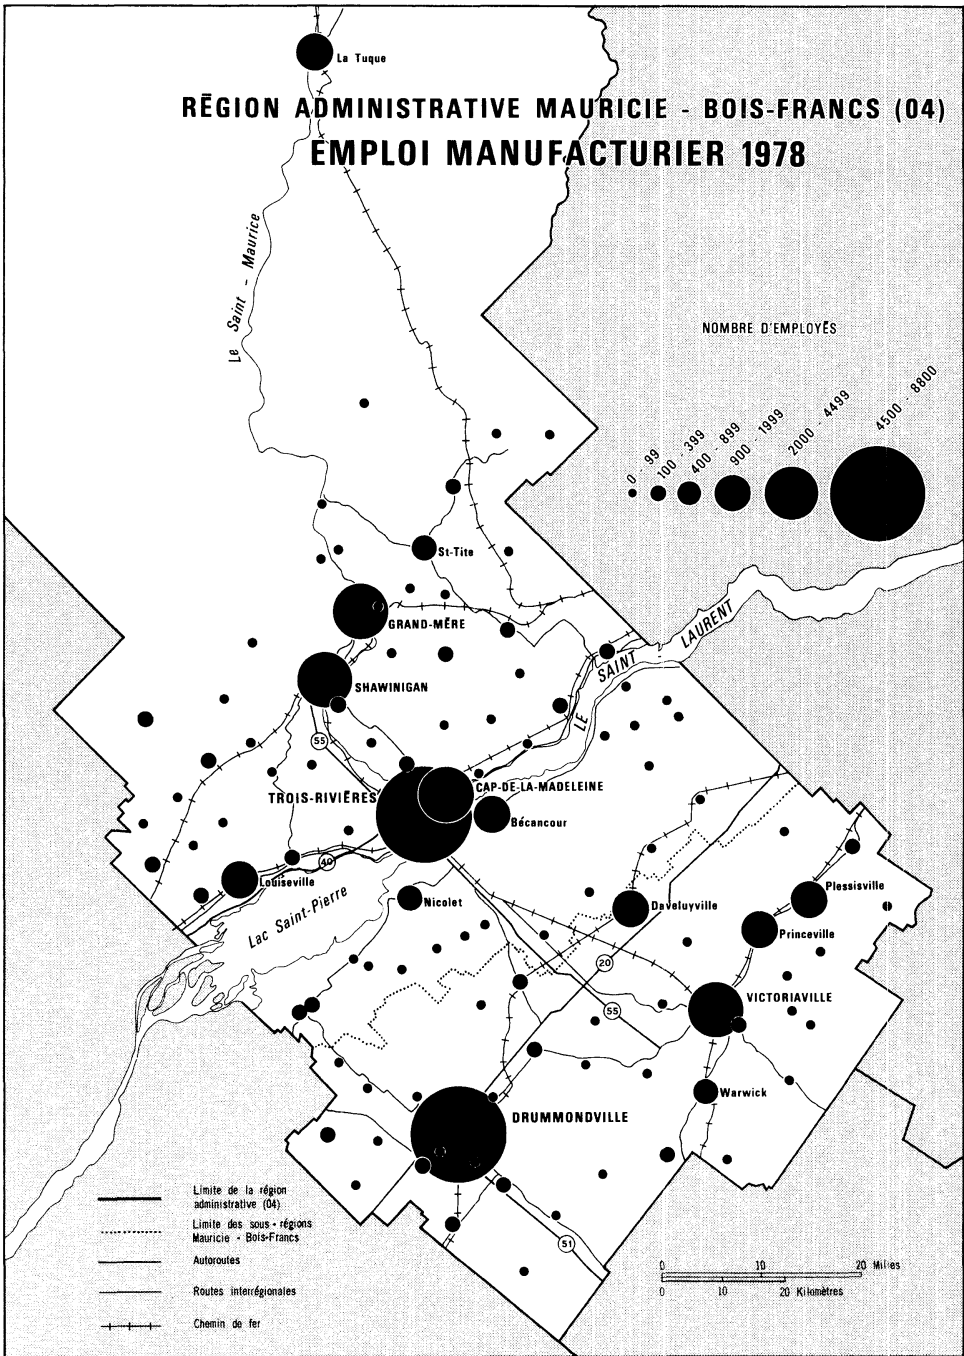 La Tuque
RĒGION ADMINISTRATIVE MAURICIE - BOIS-FRANCS (04)
EMPLOI MANUFACTURIER 1978
Le Saint - Maurice
NOMBRE D'EMPLOYĒS
0 - 99
100 - 399
400 - 899
900 - 1999
2000 - 4499
4500 - 8800
St-Tite
GRAND-MĒRE
LE SAINT LAURENT
SHAWINIGAN
55
CAP-DE-LA-MADELEINE
TROIS-RIVIĒRES
Bécancour
40
Louiseville
Plessisville
Nicolet
Daveluyville
Lac Saint-Pierre
Princeville
20
VICTORIAVILLE
55
Warwick
DRUMMONDVILLE
51
Limite de la région
administrative (04)
Limite des sous - régions
Mauricie - Bois-Francs
Autoroutes
Routes interrégionales
Chemin de fer
0 10 20 Milles
0 10 20 Kilomètres